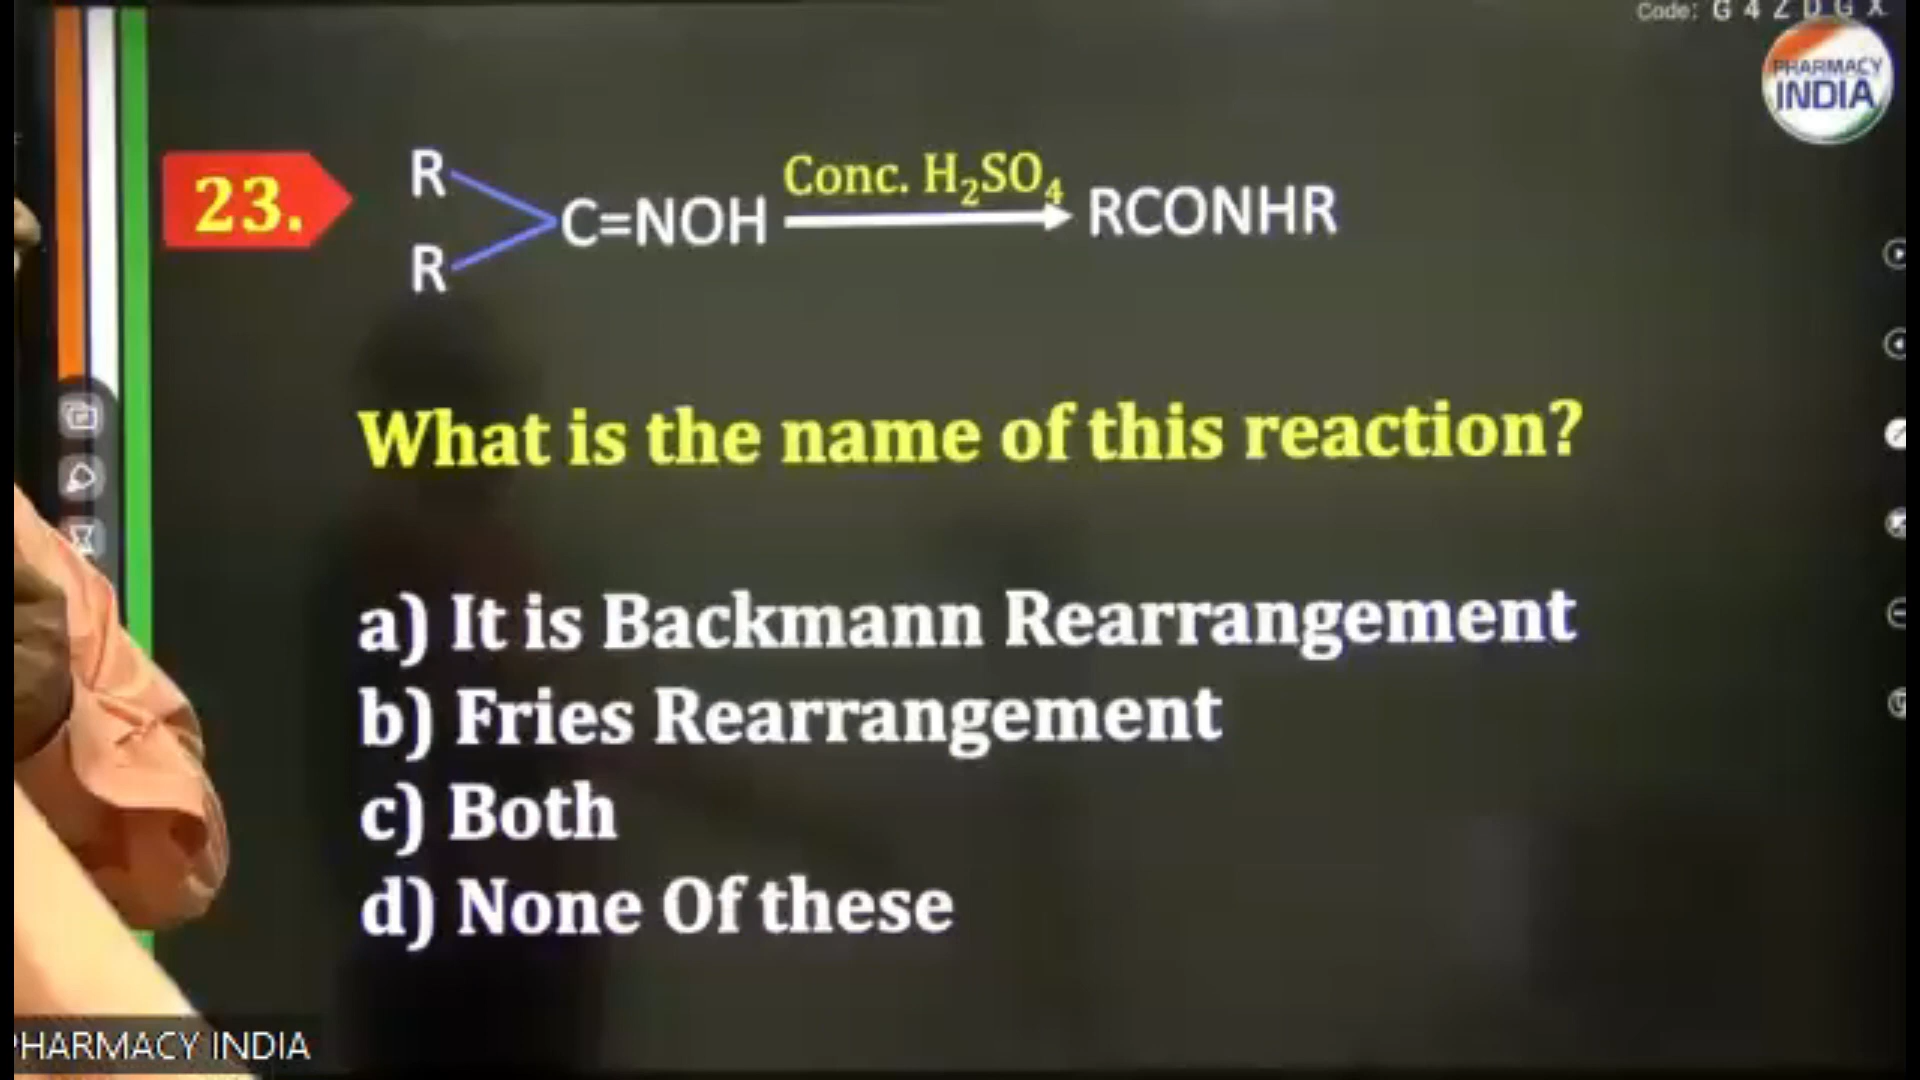 Code: G 4 Z D G X
PHARMACY
INDIA
23.
R
R
C=NOH
Conc. H₂SO₄
RCONHR
What is the name of this reaction?
a) It is Backmann Rearrangement
b) Fries Rearrangement
c) Both
d) None Of these
PHARMACY INDIA